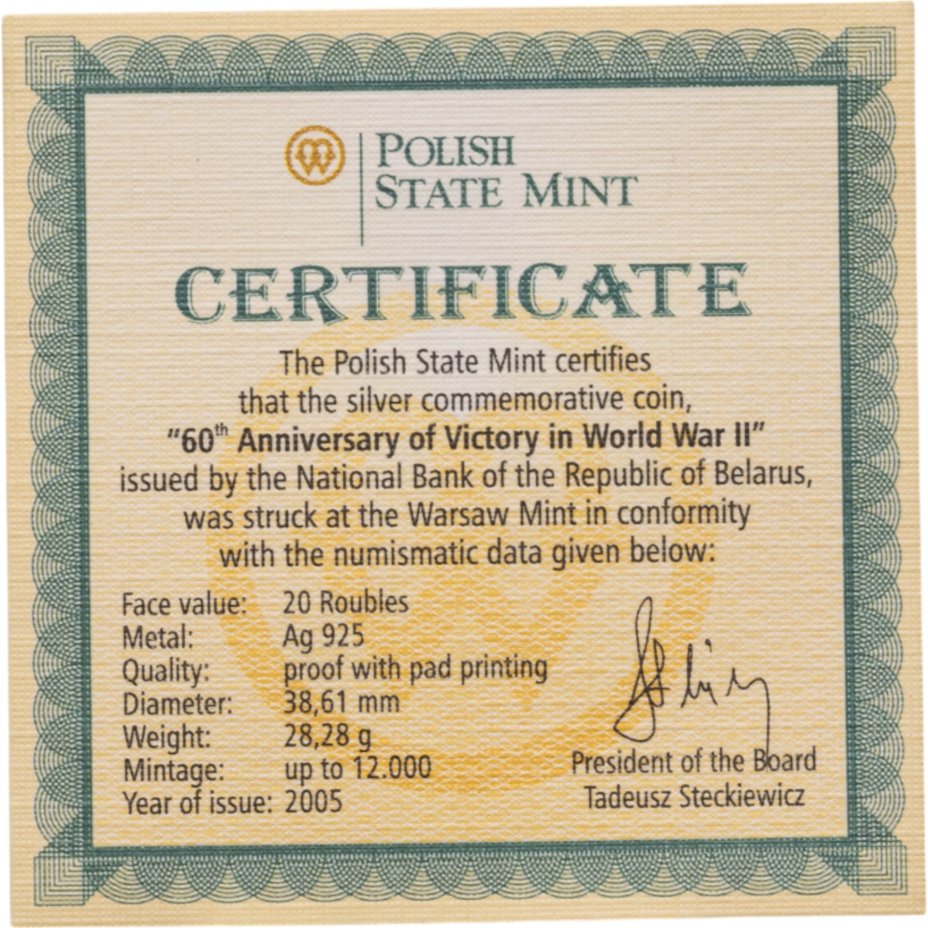 POLISH
STATE MINT
CERTIFICATE
The Polish State Mint certifies
that the silver commemorative coin,
"60th Anniversary of Victory in World War II"
issued by the National Bank of the Republic of Belarus,
was struck at the Warsaw Mint in conformity
with the numismatic data given below:
Face value: 20 Roubles
Metal: Ag 925
Quality: proof with pad printing
Diameter: 38,61 mm
Weight: 28,28 g
Mintage: up to 12.000
Year of issue: 2005
President of the Board
Tadeusz Steckiewicz